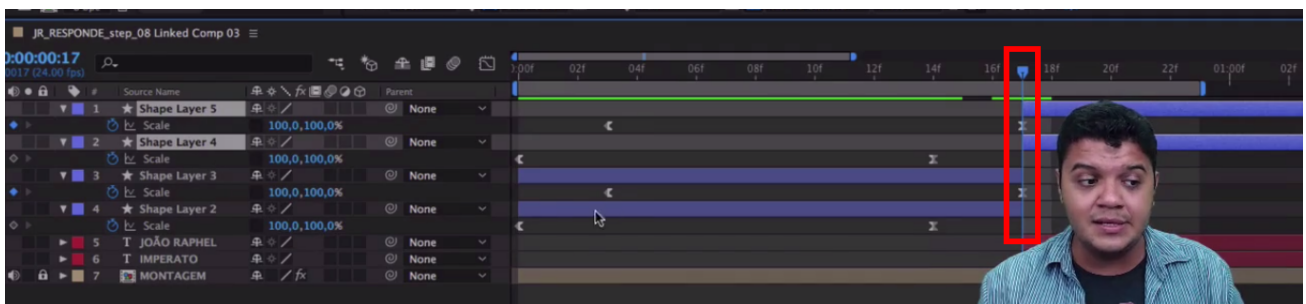 JR_RESPONDE_step_08 Linked Comp 03
0:00:00:17
0017 (24.00 fps)
00f 02f 04f 06f 08f 10f 12f 14f 16f 18f 20f 22f 01:00f 02f
# Source Name fx Parent
1 Shape Layer 5 None
Scale 100,0,100,0%
2 Shape Layer 4 None
Scale 100,0,100,0%
3 Shape Layer 3 None
Scale 100,0,100,0%
4 Shape Layer 2 None
Scale 100,0,100,0%
5 T JOÃO RAPHEL None
6 T IMPERATO None
7 MONTAGEM fx None